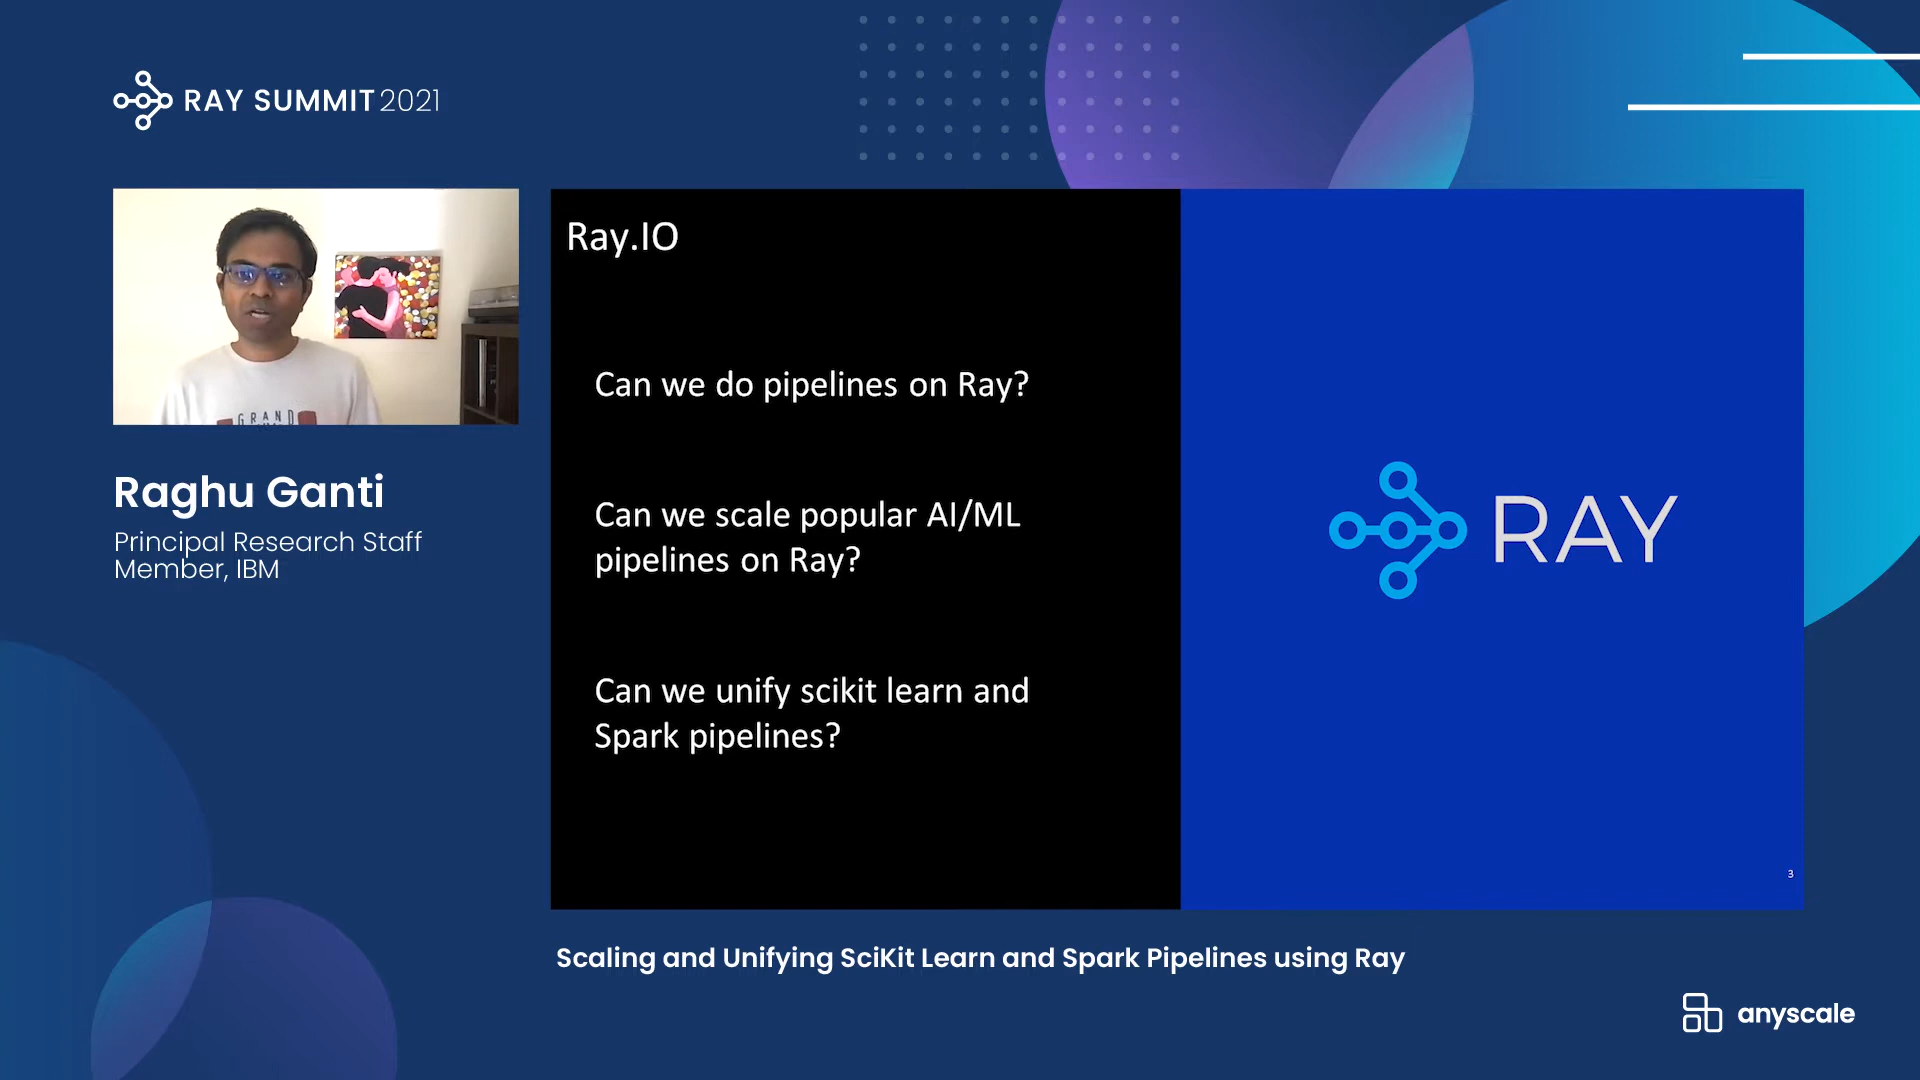 RAY SUMMIT 2021
GRAND
Raghu Ganti
Principal Research Staff
Member, IBM
Ray.IO
Can we do pipelines on Ray?
Can we scale popular AI/ML
pipelines on Ray?
Can we unify scikit learn and
Spark pipelines?
RAY
3
Scaling and Unifying SciKit Learn and Spark Pipelines using Ray
anyscale